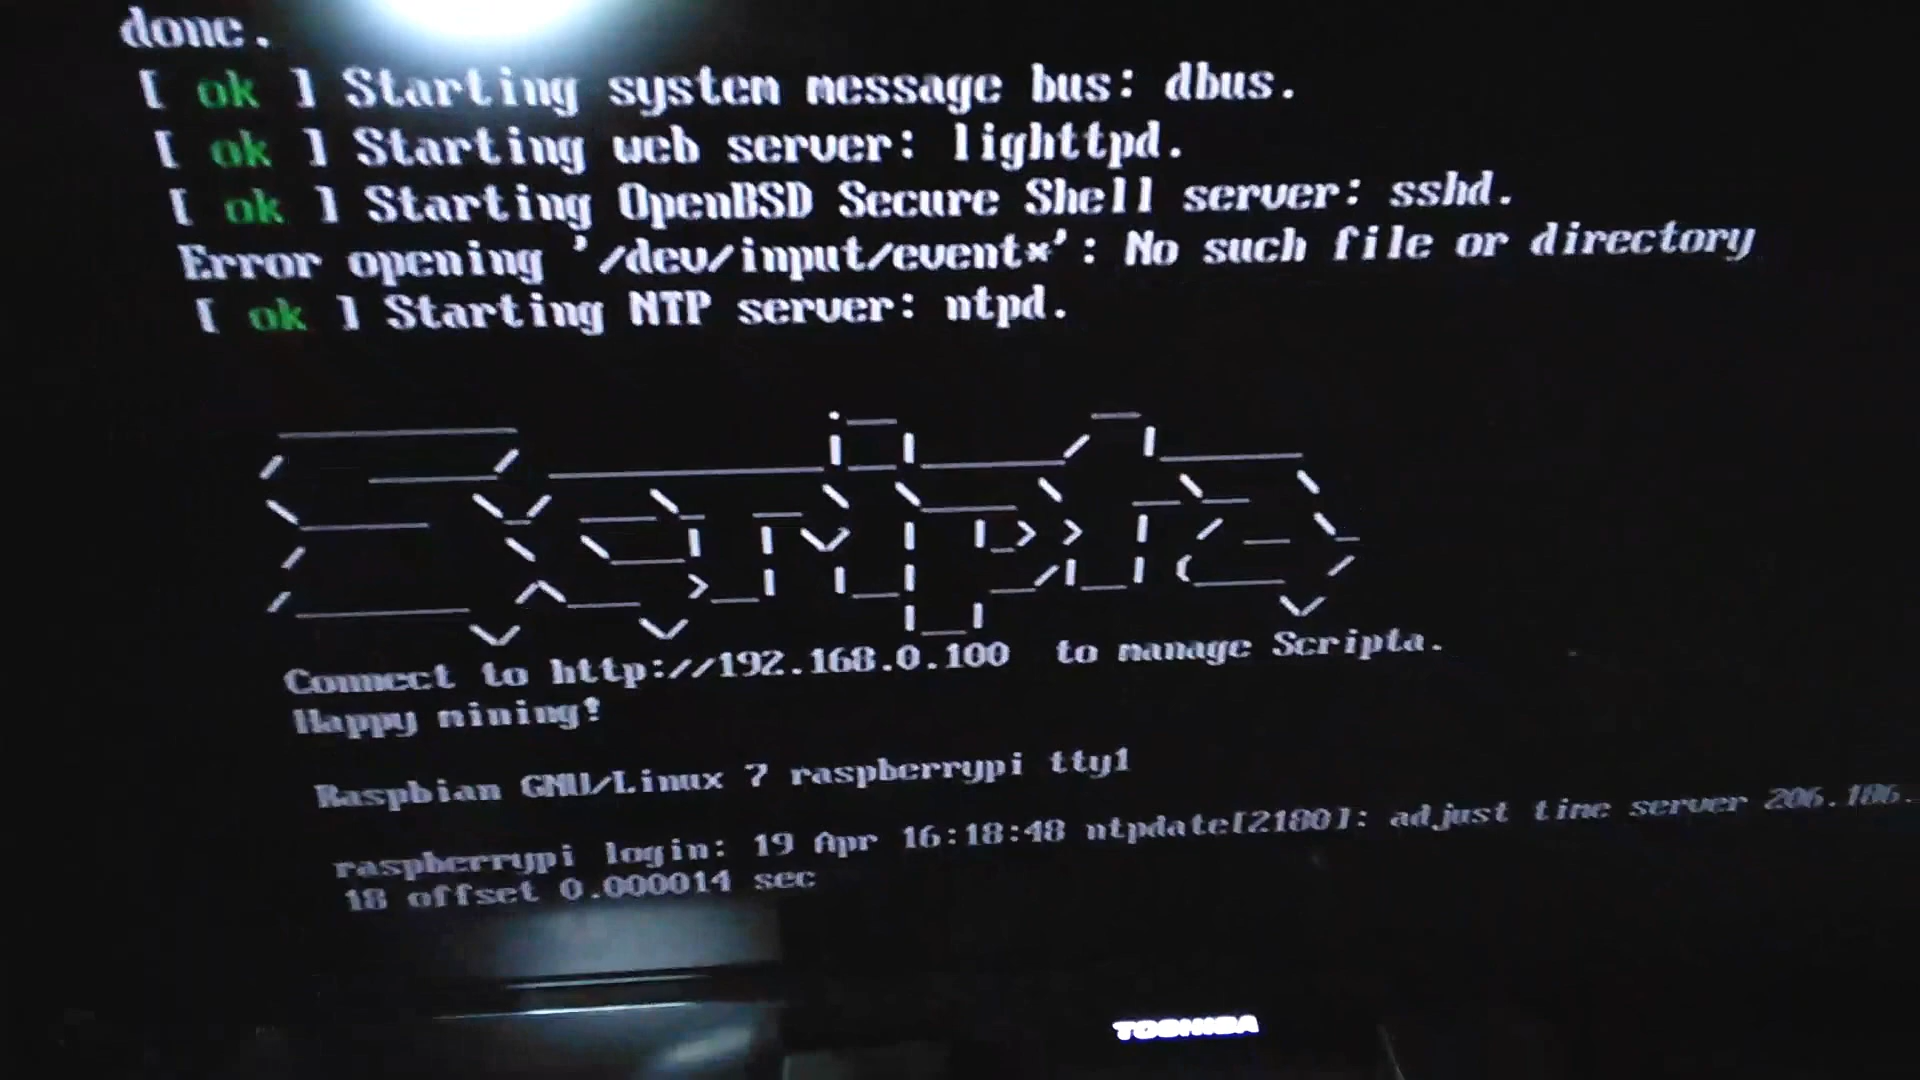 done.
[ ok ] Starting system message bus: dbus.
[ ok ] Starting web server: lighttpd.
[ ok ] Starting OpenBSD Secure Shell server: sshd.
Error opening '/dev/input/event*': No such file or directory
[ ok ] Starting NTP server: ntpd.
Scripta
Connect to http://192.168.0.100 to manage Scripta.
Happy mining!
Raspbian GNU/Linux 7 raspberrypi tty1
raspberrypi login: 19 Apr 16:18:48 ntpdate[2180]: adjust time server 206.186.
18 offset 0.000014 sec
TOSHIBA